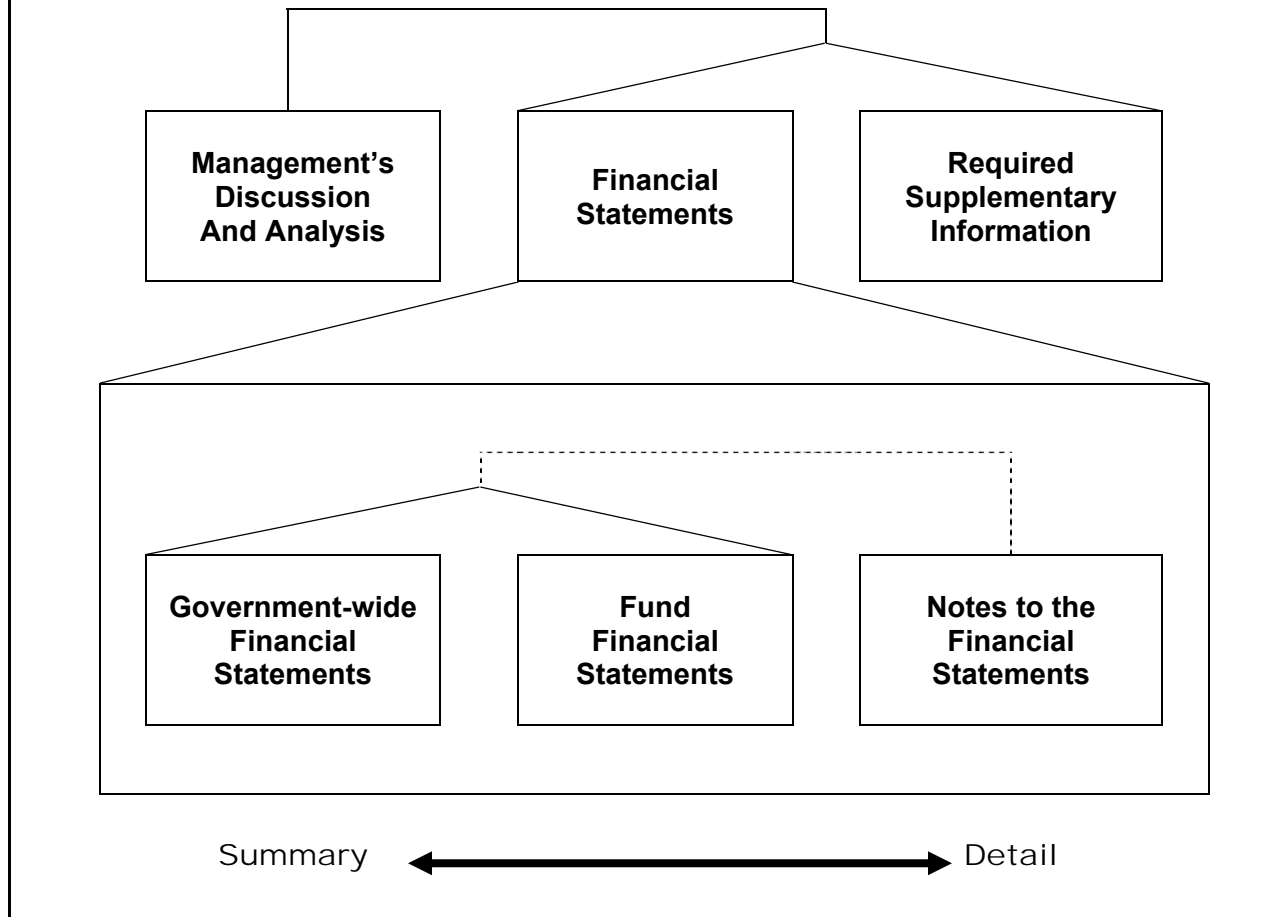 Management’s
Discussion
And Analysis
Financial
Statements
Required
Supplementary
Information
Government-wide
Financial
Statements
Fund
Financial
Statements
Notes to the
Financial
Statements
Summary
Detail